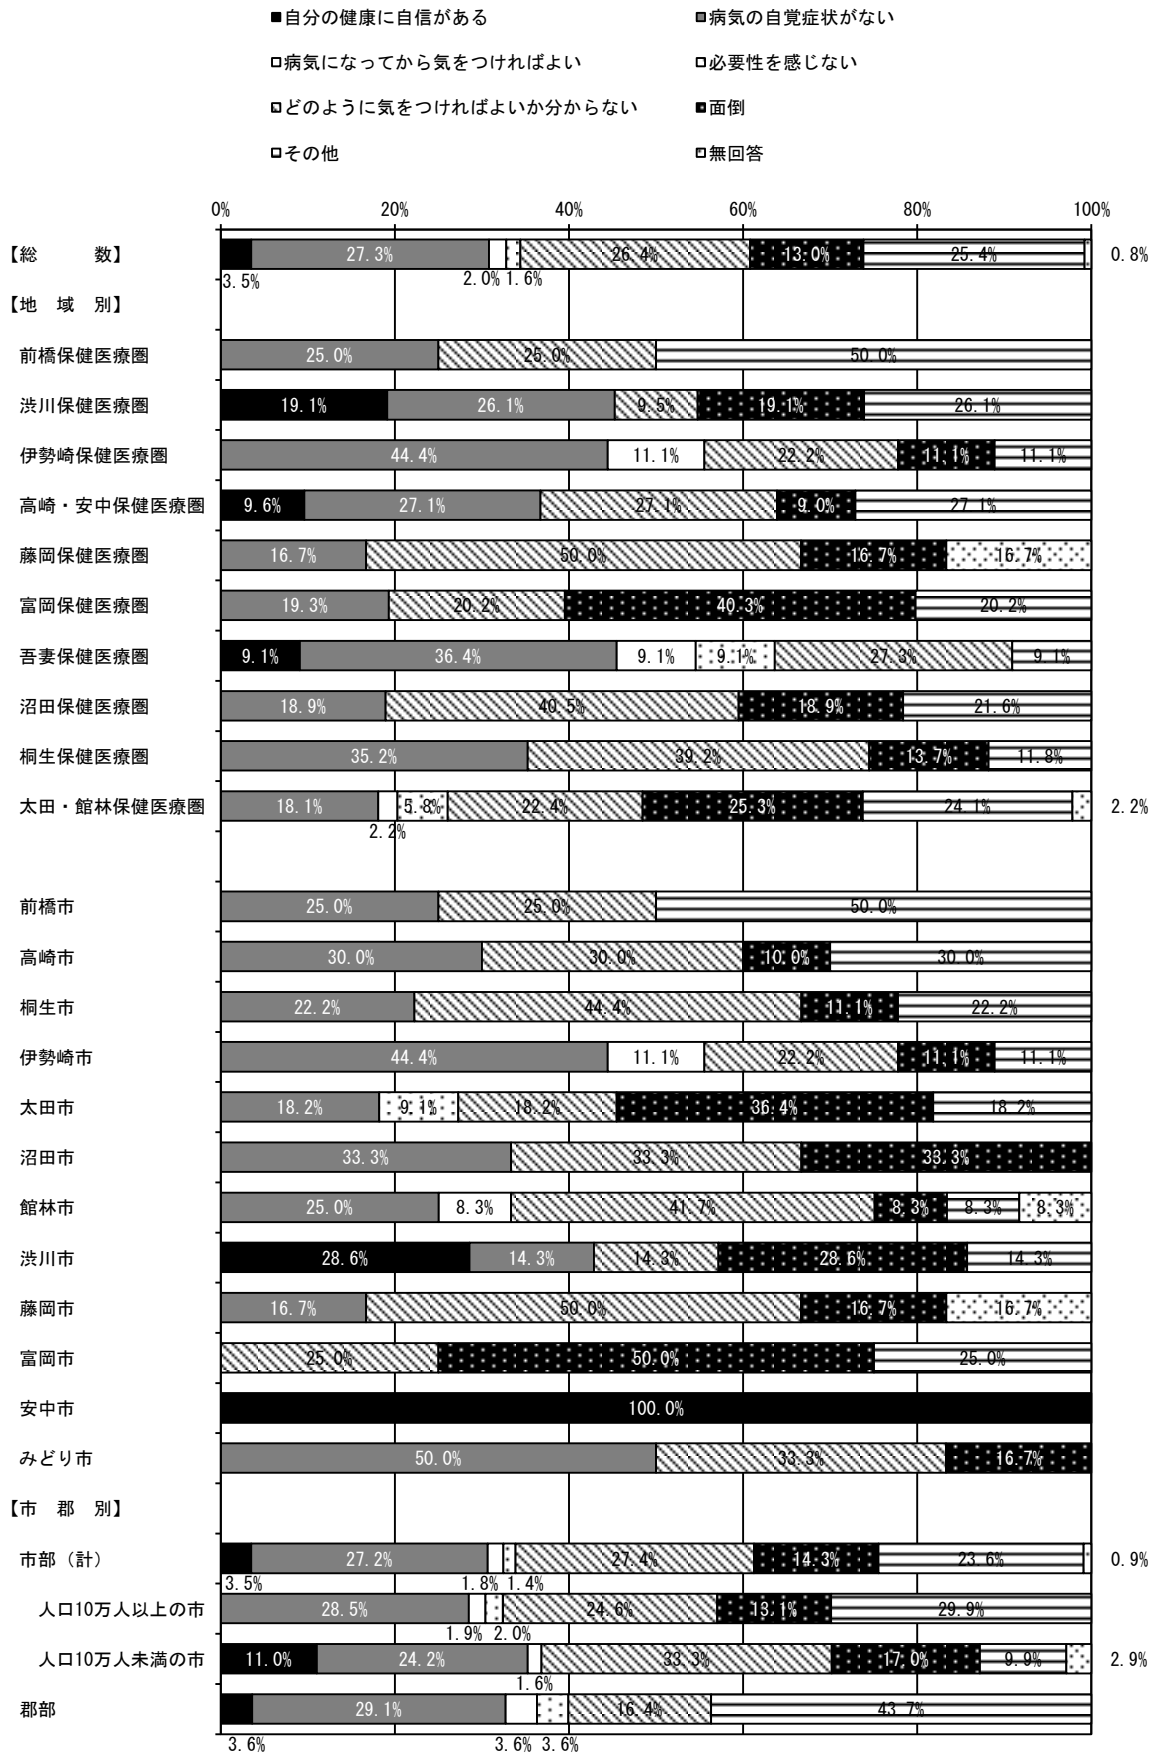 ■自分の健康に自信がある ■病気の自覚症状がない
□病気になってから気をつければよい □必要性を感じない
どのように気をつければよいか分からない ■面倒
□その他 無回答
0% 20% 40% 60% 80% 100%
【総 数】 27.3% 26.4% 13.0% 25.4% 0.8%
3.5% 2.0% 1.6%
【地 域 別】
前橋保健医療圏 25.0% 25.0% 50.0%
渋川保健医療圏 19.1% 26.1% 9.5% 19.1% 26.1%
伊勢崎保健医療圏 44.4% 11.1% 22.2% 11.1% 11.1%
高崎・安中保健医療圏 9.6% 27.1% 27.1% 9.0% 27.1%
藤岡保健医療圏 16.7% 50.0% 16.7% 16.7%
富岡保健医療圏 19.3% 20.2% 40.3% 20.2%
吾妻保健医療圏 9.1% 36.4% 9.1% 9.1% 27.3% 9.1%
沼田保健医療圏 18.9% 40.5% 18.9% 21.6%
桐生保健医療圏 35.2% 39.2% 13.7% 11.8%
太田・館林保健医療圏 18.1% 5.8% 22.4% 25.3% 24.1% 2.2%
2.2%
前橋市 25.0% 25.0% 50.0%
高崎市 30.0% 30.0% 10.0% 30.0%
桐生市 22.2% 44.4% 11.1% 22.2%
伊勢崎市 44.4% 11.1% 22.2% 11.1% 11.1%
太田市 18.2% 9.1% 18.2% 36.4% 18.2%
沼田市 33.3% 33.3% 33.3%
館林市 25.0% 8.3% 41.7% 8.3% 8.3% 8.3%
渋川市 28.6% 14.3% 14.3% 28.6% 14.3%
藤岡市 16.7% 50.0% 16.7% 16.7%
富岡市 25.0% 50.0% 25.0%
安中市 100.0%
みどり市 50.0% 33.3% 16.7%
【市 郡 別】
市部（計） 27.2% 27.4% 14.3% 23.6% 0.9%
3.5% 1.8% 1.4%
人口10万人以上の市 28.5% 24.6% 13.1% 29.9%
1.9% 2.0%
人口10万人未満の市 11.0% 24.2% 33.3% 17.0% 9.9% 2.9%
1.6%
郡部 29.1% 16.4% 43.7%
3.6% 3.6% 3.6%